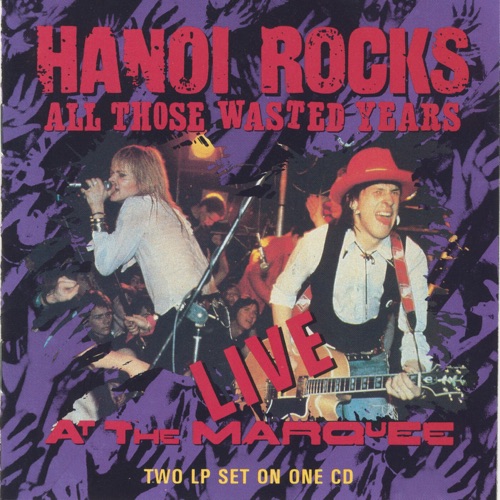 HANOI ROCKS
ALL THOSE WASTED YEARS
LIVE
AT THE MARQUEE
TWO LP SET ON ONE CD